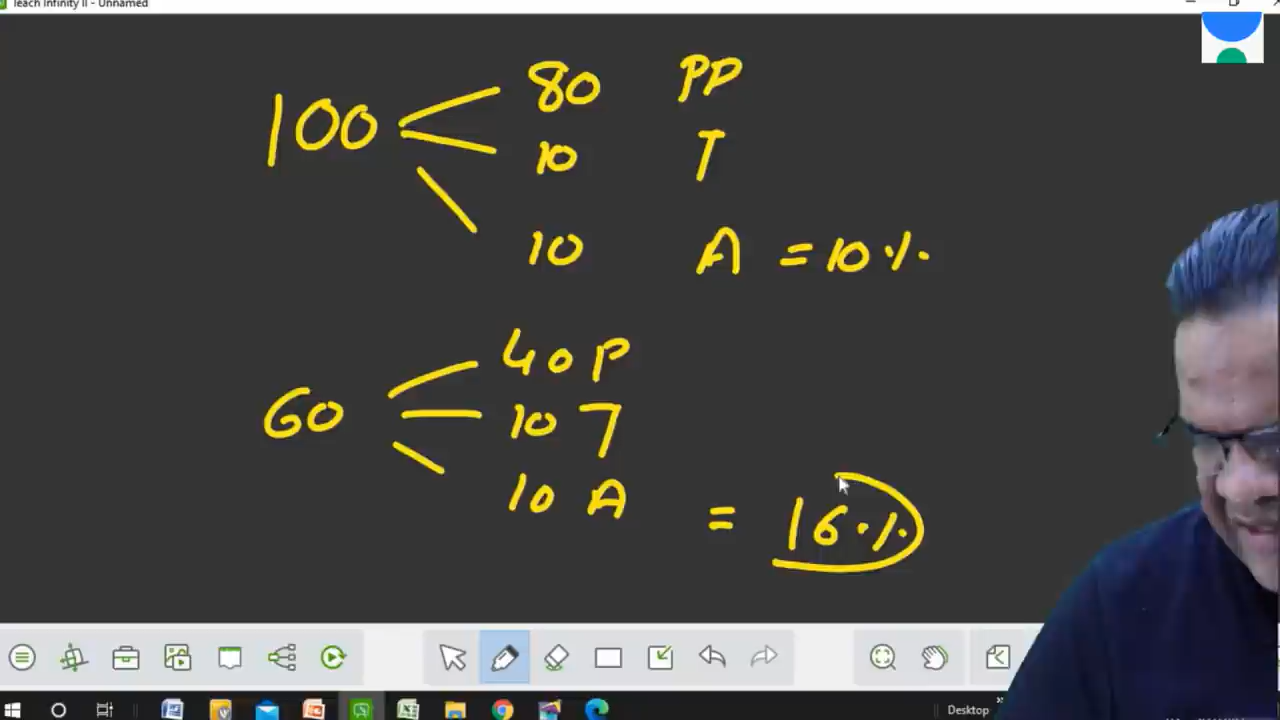 Teach Infinity II - Unnamed
100 80 PP
10 T
10 A = 10%
60 40 P
10 T
10 A = 16%
Desktop